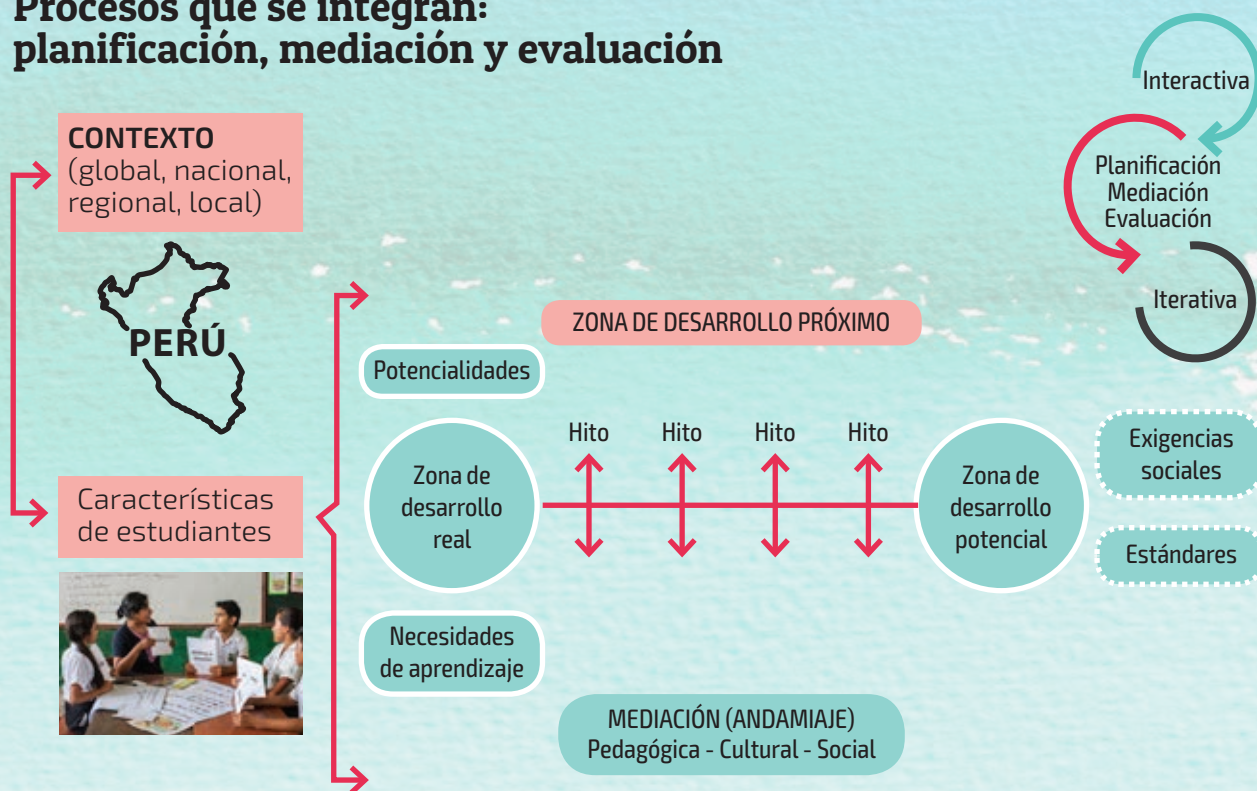 Procesos que se integran:
planificación, mediación y evaluación
Interactiva
Planificación
Mediación
Evaluación
Iterativa
CONTEXTO
(global, nacional,
regional, local)
PERÚ
Características
de estudiantes
ZONA DE DESARROLLO PRÓXIMO
Potencialidades
Zona de
desarrollo
real
Necesidades
de aprendizaje
Hito
Hito
Hito
Hito
Zona de
desarrollo
potencial
Exigencias
sociales
Estándares
MEDIACIÓN (ANDAMIAJE)
Pedagógica - Cultural - Social